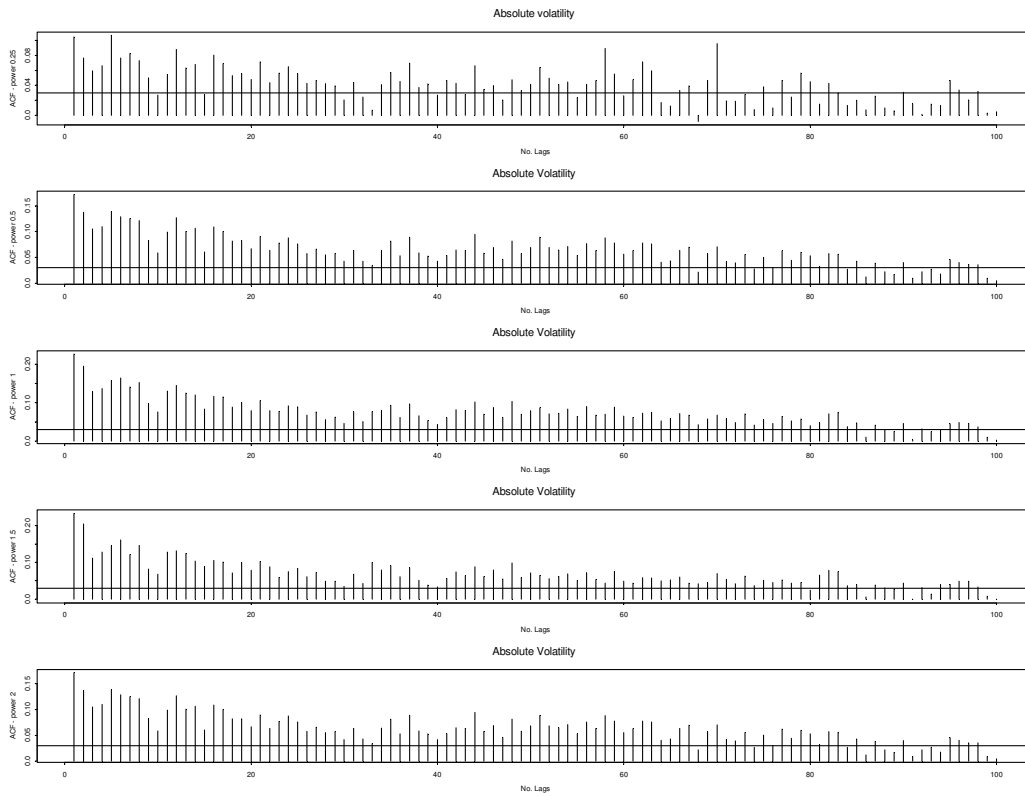 Absolute volatility
ACF - power 0.25
0.08
0.04
0.0
0 20 40 60 80 100
No. Lags
Absolute Volatility
ACF - power 0.5
0.15
0.10
0.05
0.0
0 20 40 60 80 100
No. Lags
Absolute Volatility
ACF - power 1
0.20
0.10
0.0
0 20 40 60 80 100
No. Lags
Absolute Volatility
ACF - power 1.5
0.20
0.10
0.0
0 20 40 60 80 100
No. Lags
Absolute Volatility
ACF - power 2
0.15
0.10
0.05
0.0
0 20 40 60 80 100
No. Lags